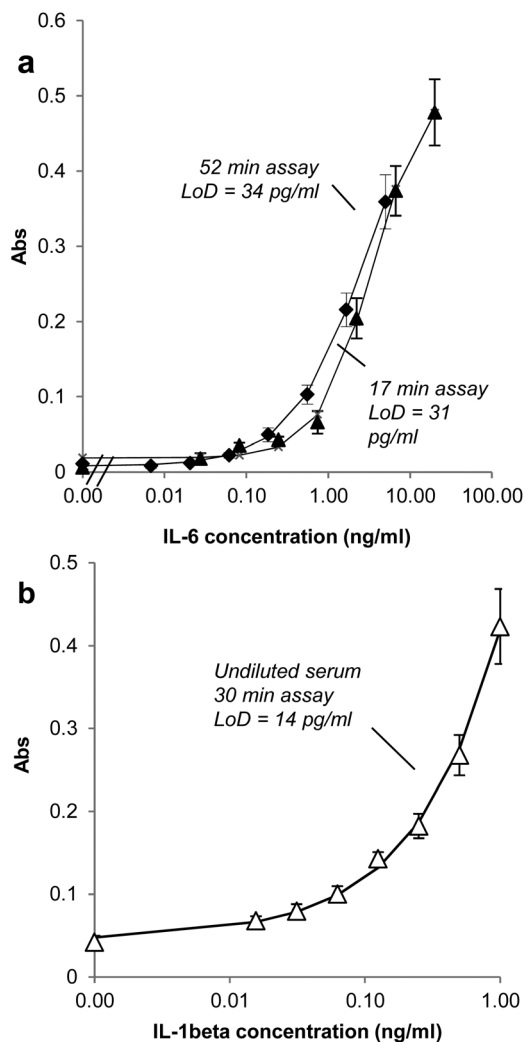 a
0.6
0.5
0.4
0.3
0.2
0.1
0
Abs
52 min assay
LoD = 34 pg/ml
17 min assay
LoD = 31
pg/ml
0.00 0.01 0.10 1.00 10.00 100.00
IL-6 concentration (ng/ml)
b
0.5
0.4
0.3
0.2
0.1
0
Abs
Undiluted serum
30 min assay
LoD = 14 pg/ml
0.00 0.01 0.10 1.00
IL-1beta concentration (ng/ml)